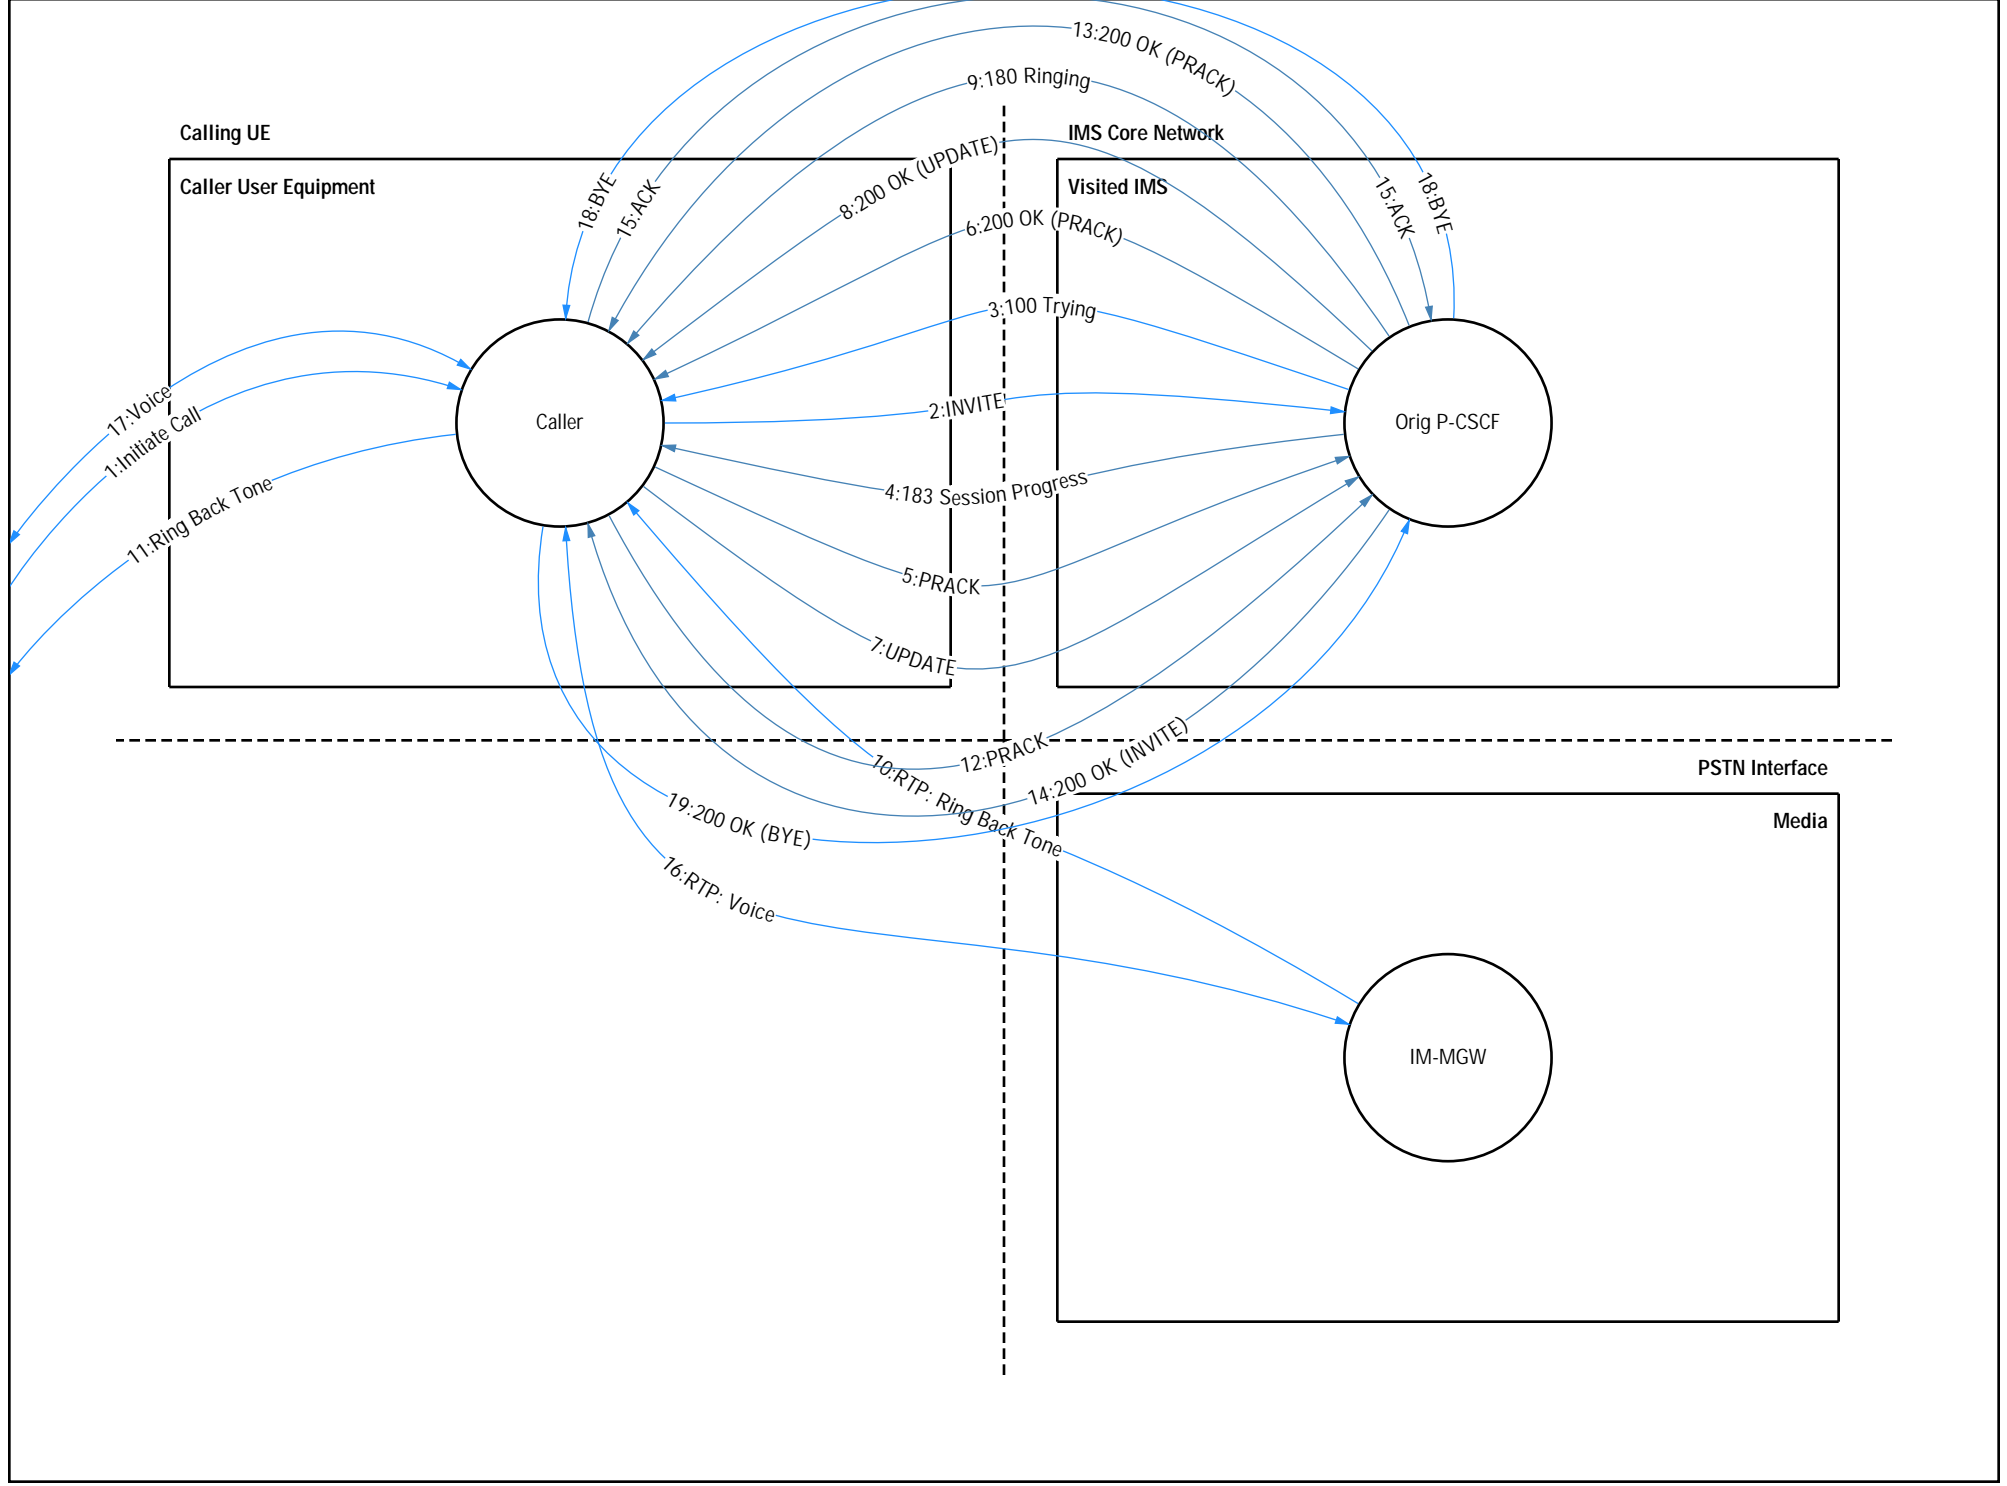 13:200 OK (PRACK)
9:180 Ringing
Calling UE
IMS Core Network
8:200 OK (UPDATE)
Caller User Equipment
Visited IMS
18:BYE
15:ACK
15:ACK
18:BYE
6:200 OK (PRACK)
3:100 Trying
17:Voice
1:Initiate Call
2:INVITE
Caller
Orig P-CSCF
11:Ring Back Tone
4:183 Session Progress
5:PRACK
7:UPDATE
12:PRACK
14:200 OK (INVITE)
PSTN Interface
10:RTP: Ring Back Tone
19:200 OK (BYE)
Media
16:RTP: Voice
IM-MGW